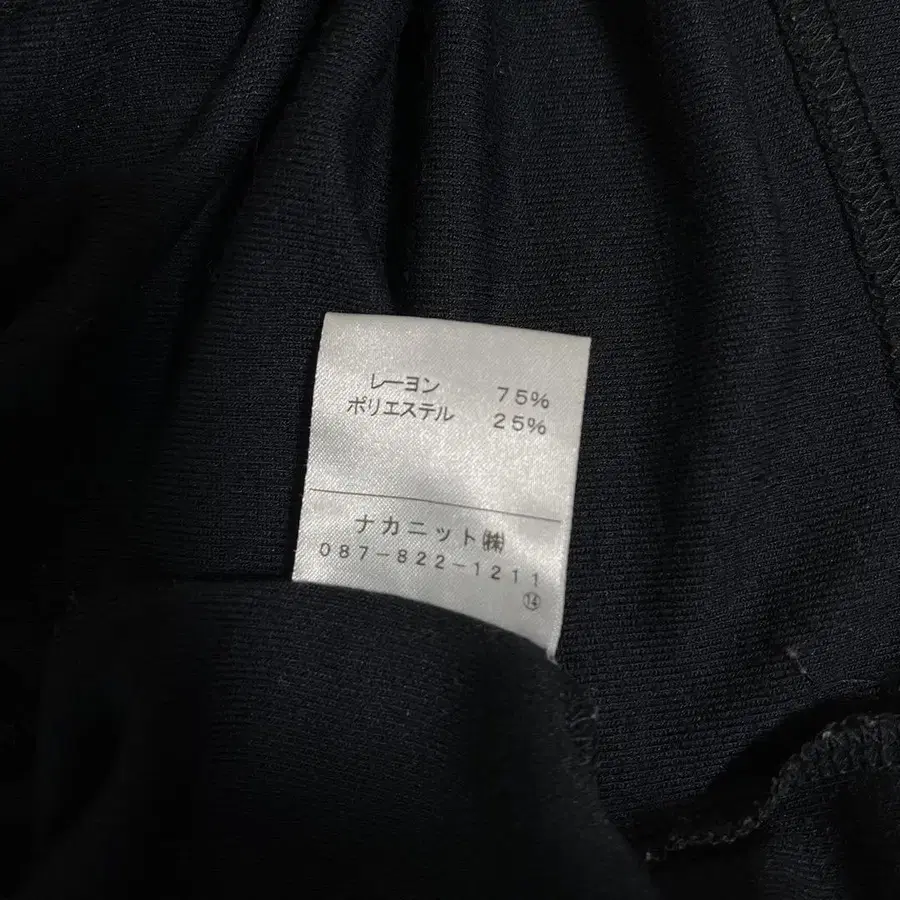 レーヨン 75%
ポリエステル 25%
ナカニット㈱
087-822-1211
⑭